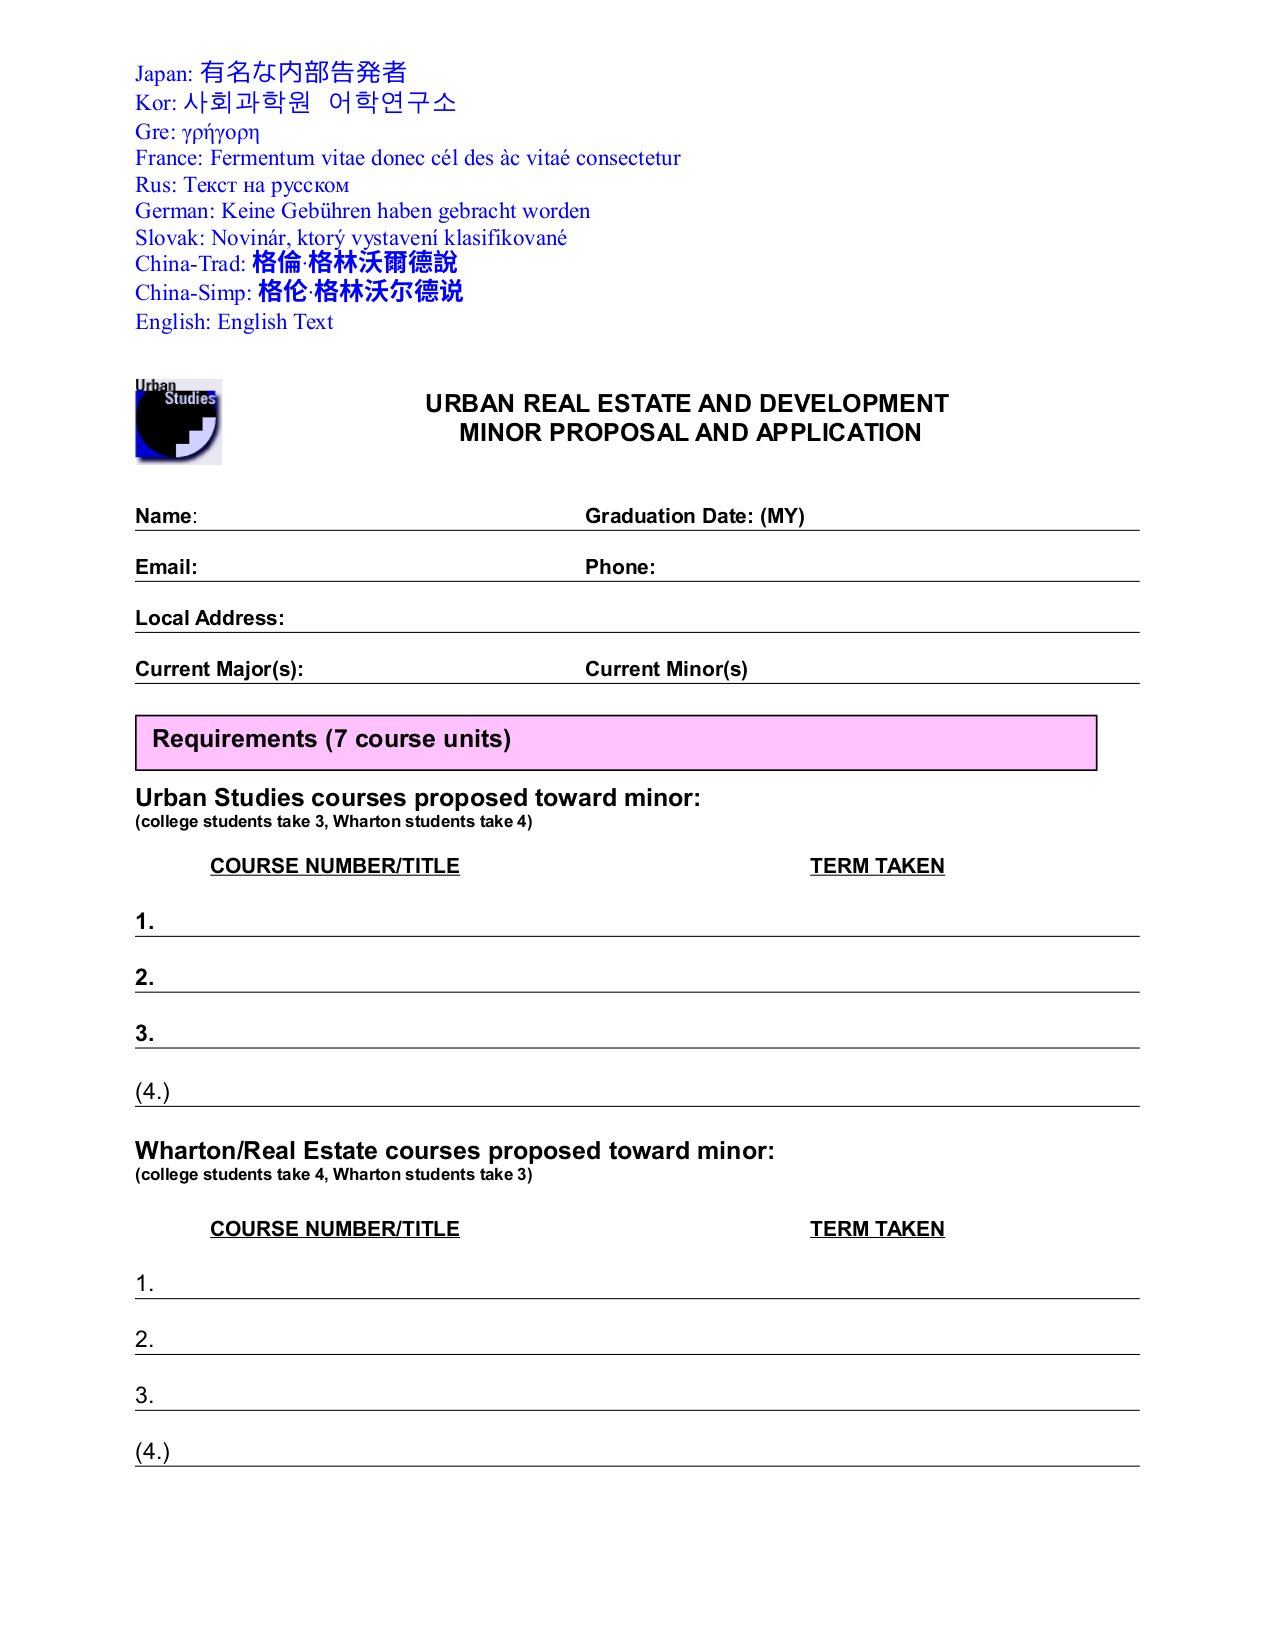 Japan: 有名な内部告発者
Kor: 사회과학원 어학연구소
Gre: γρήγορη
France: Fermentum vitae donec cél des àc vitaé consectetur
Rus: Текст на русском
German: Keine Gebühren haben gebracht worden
Slovak: Novinár, ktorý vystavení klasifikované
China-Trad: 格倫·格林沃爾德說
China-Simp: 格伦·格林沃尔德说
English: English Text
Urban
Studies
URBAN REAL ESTATE AND DEVELOPMENT
MINOR PROPOSAL AND APPLICATION
Name: Graduation Date: (MY)
Email: Phone:
Local Address:
Current Major(s): Current Minor(s)
Requirements (7 course units)
Urban Studies courses proposed toward minor:
(college students take 3, Wharton students take 4)
COURSE NUMBER/TITLE TERM TAKEN
1.
2.
3.
(4.)
Wharton/Real Estate courses proposed toward minor:
(college students take 4, Wharton students take 3)
COURSE NUMBER/TITLE TERM TAKEN
1.
2.
3.
(4.)